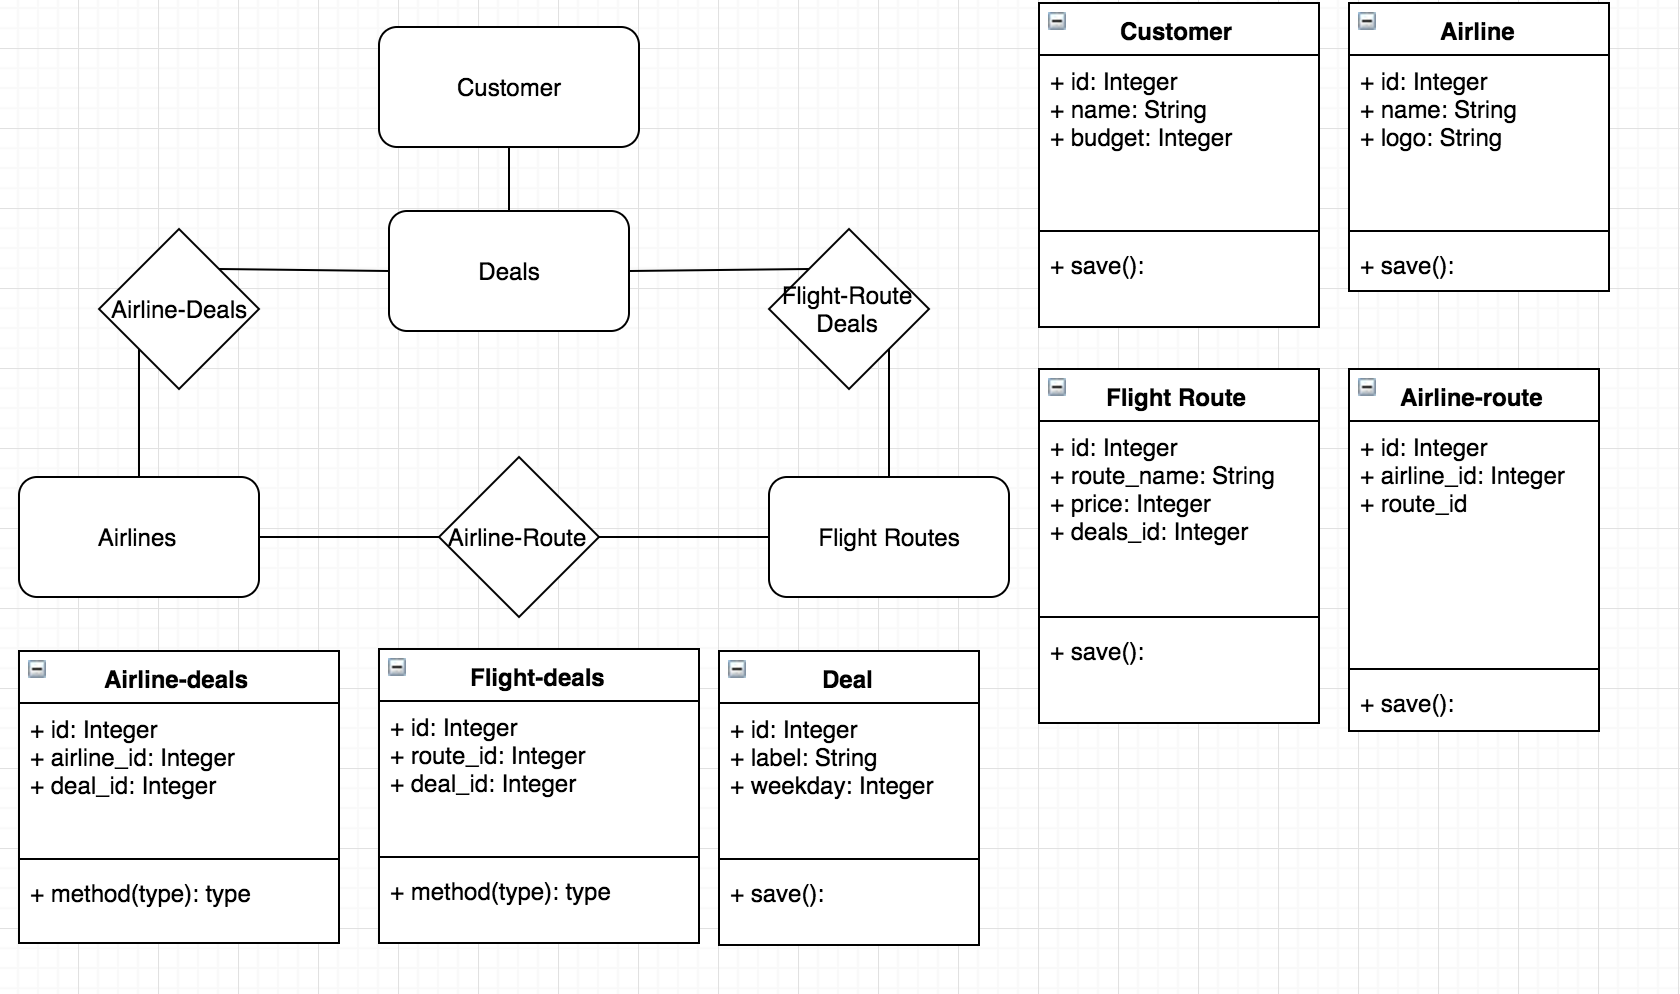 Customer
Deals
Airline-Deals
Flight-Route
Deals
Airlines
Airline-Route
Flight Routes
Customer
+ id: Integer
+ name: String
+ budget: Integer
+ save():
Airline
+ id: Integer
+ name: String
+ logo: String
+ save():
Flight Route
+ id: Integer
+ route_name: String
+ price: Integer
+ deals_id: Integer
+ save():
Airline-route
+ id: Integer
+ airline_id: Integer
+ route_id
+ save():
Airline-deals
+ id: Integer
+ airline_id: Integer
+ deal_id: Integer
+ method(type): type
Flight-deals
+ id: Integer
+ route_id: Integer
+ deal_id: Integer
+ method(type): type
Deal
+ id: Integer
+ label: String
+ weekday: Integer
+ save():